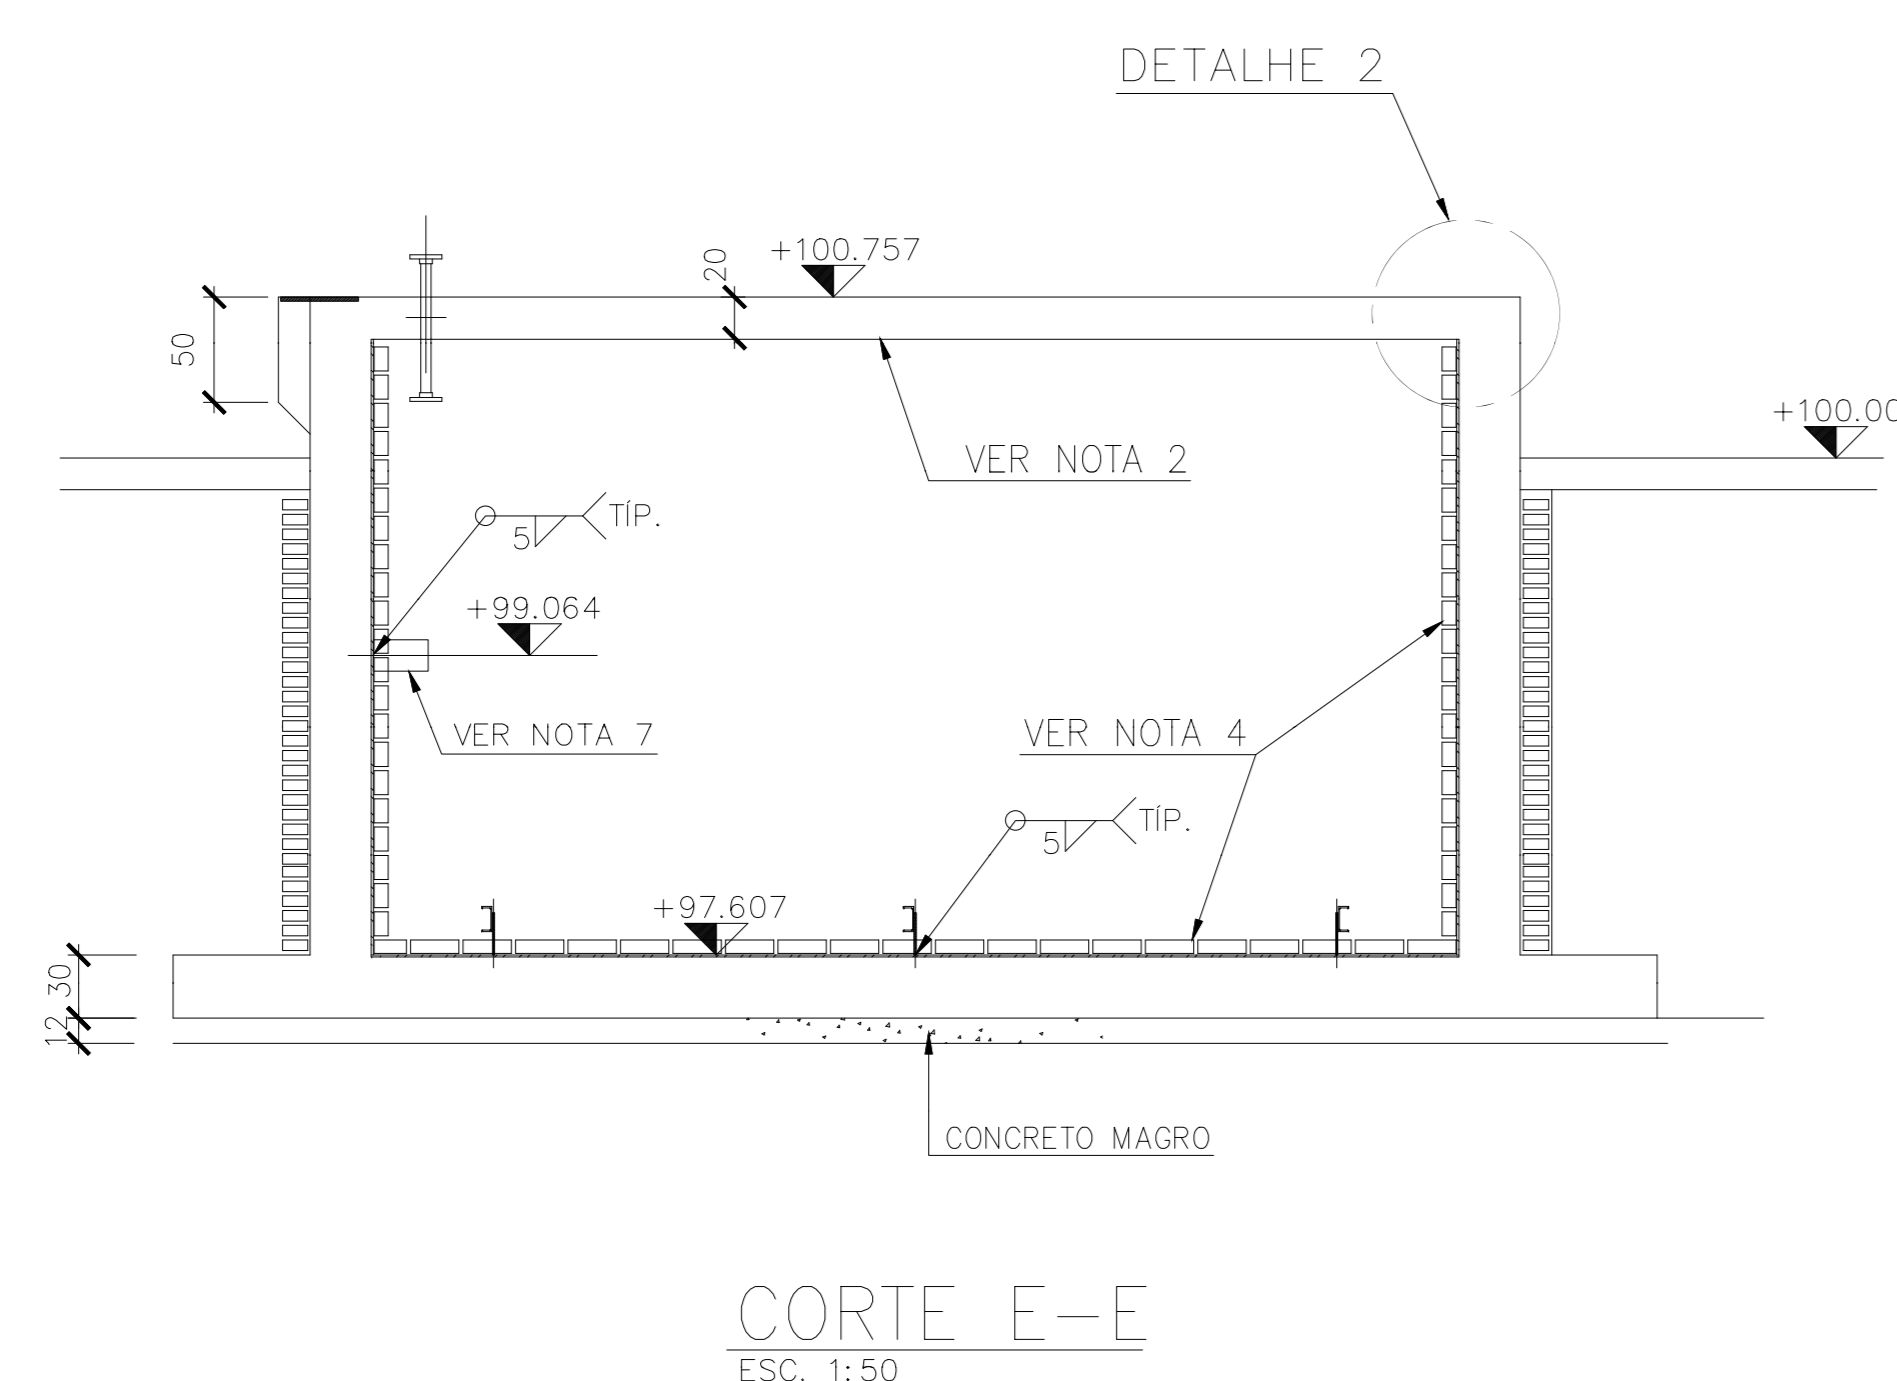 DETALHE 2
+100.757
20
50
+100.00
VER NOTA 2
5
TÍP.
+99.064
VER NOTA 7
VER NOTA 4
5
TÍP.
+97.607
30
12
CONCRETO MAGRO
CORTE E-E
ESC. 1:50